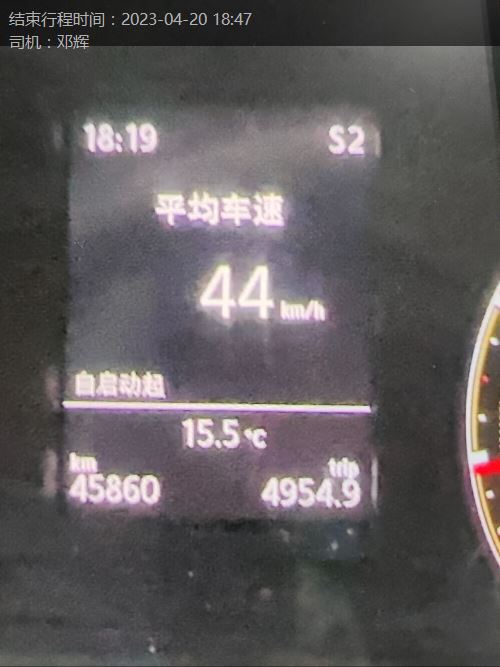 结束行程时间：2023-04-20 18:47
司机：邓辉
18:19 S2
平均车速
44 km/h
自启动起
15.5 °C
km trip
45860 4954.9